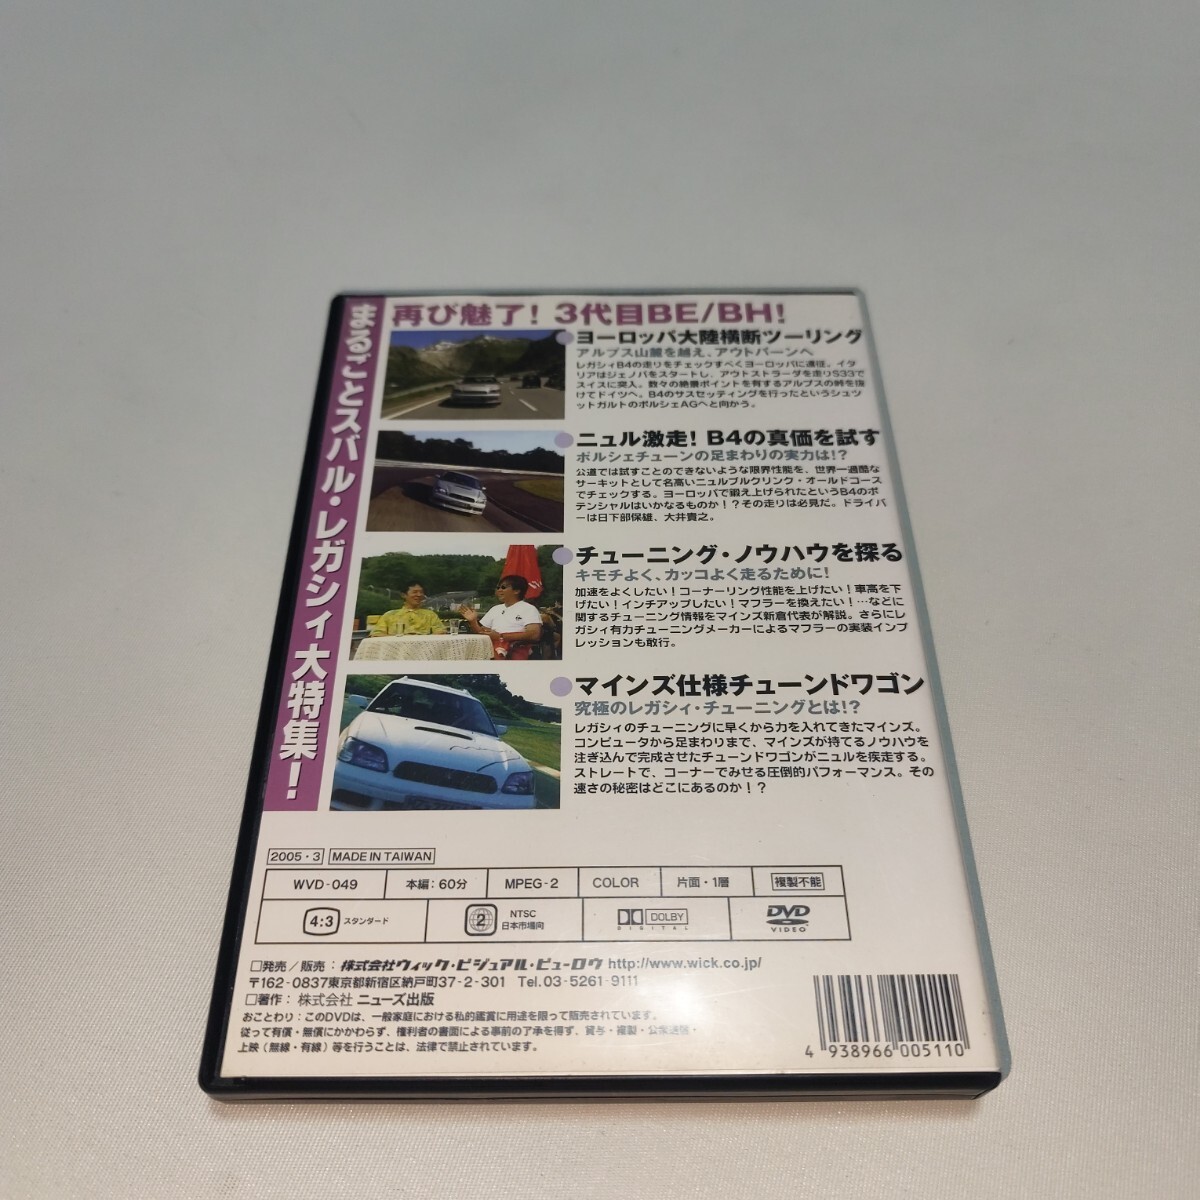 まるごとスバル・レガシィ大特集!
再び魅了! 3代目BE/BH!
ヨーロッパ大陸横断ツーリング
アルプス山麓を越え、アウトバーンへ
レガシィB4の走りをチェックすべくヨーロッパに遠征。イタ
リアはジェノバをスタートし、アウトストラーダを走りS33で
スイスに突入。数々の絶景ポイントを有するアルプスの峠を抜
けてドイツへ。B4のサスセッティングを行ったというシュツ
ットガルトのポルシェAGへと向かう。
ニュル激走! B4の真価を試す
ポルシェチューンの足まわりの実力は!?
公道では試すことのできないような限界性能を、世界一過酷な
サーキットとして名高いニュルブルクリンク・オールドコース
でチェックする。ヨーロッパで鍛え上げられたというB4のポ
テンシャルはいかなるものか!?その走りは必見だ。ドライバ
ーは日下部保雄、大井貴之。
チューニング・ノウハウを探る
キモチよく、カッコよく走るために!
加速をよくしたい!コーナーリング性能を上げたい!車高を下
げたい!インチアップしたい!マフラーを換えたい!…などに
関するチューニング情報をマインズ新倉代表が解説。さらにレ
ガシィ有力チューニングメーカーによるマフラーの実装インプ
レッションも敢行。
マインズ仕様チューンドワゴン
究極のレガシィ・チューニングとは!?
レガシィのチューニングに早くから力を入れてきたマインズ。
コンピュータから足まわりまで、マインズが持てるノウハウを
注ぎ込んで完成させたチューンドワゴンがニュルを疾走する。
ストレートで、コーナーでみせる圧倒的パフォーマンス。その
速さの秘密はどこにあるのか!?
2005・3 MADE IN TAIWAN
WVD-049 本編:60分 MPEG-2 COLOR 片面・1層 複製不能
4:3 スタンダード 2 NTSC 日本市場向 DOLBY DIGITAL DVD VIDEO
□発売/販売:株式会社ウィック・ビジュアル・ビューロウ http://www.wick.co.jp/
〒162-0837東京都新宿区納戸町37-2-301 Tel.03-5261-9111
□著作:株式会社 ニューズ出版
おことわり:このDVDは、一般家庭における私的鑑賞に用途を限って販売されています。
従って有償・無償にかかわらず、権利者の書面による事前の了承を得ず、貸与・複製・公衆送信・
上映(無線・有線)等を行うことは、法律で禁止されています。
4 938966 005110